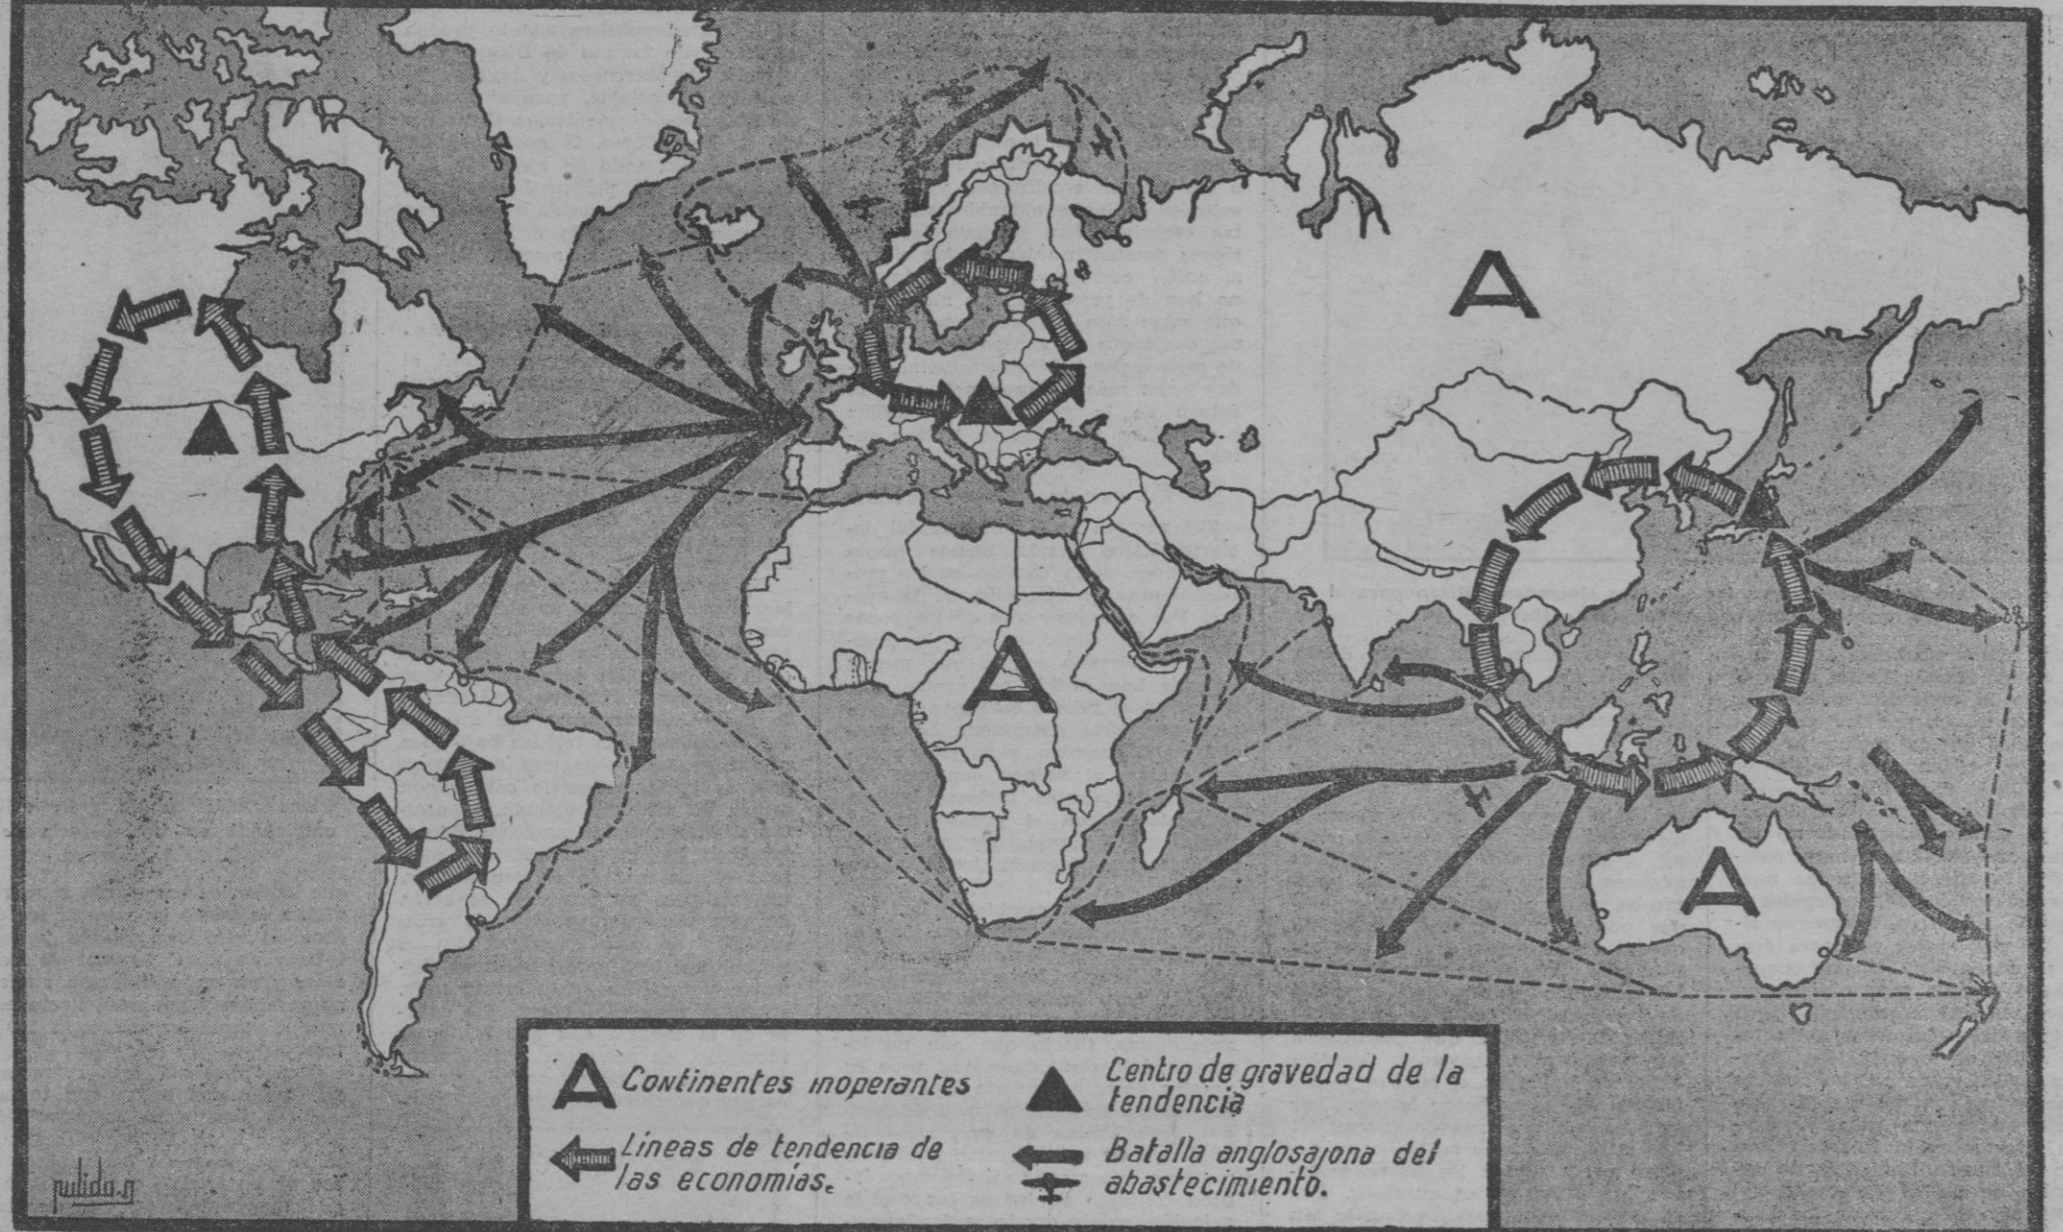 A
A
A
A Continentes inoperantes
Centro de gravedad de la
tendencia
Líneas de tendencia de
las economías.
Batalla anglosajona del
abastecimiento.
pulido.g